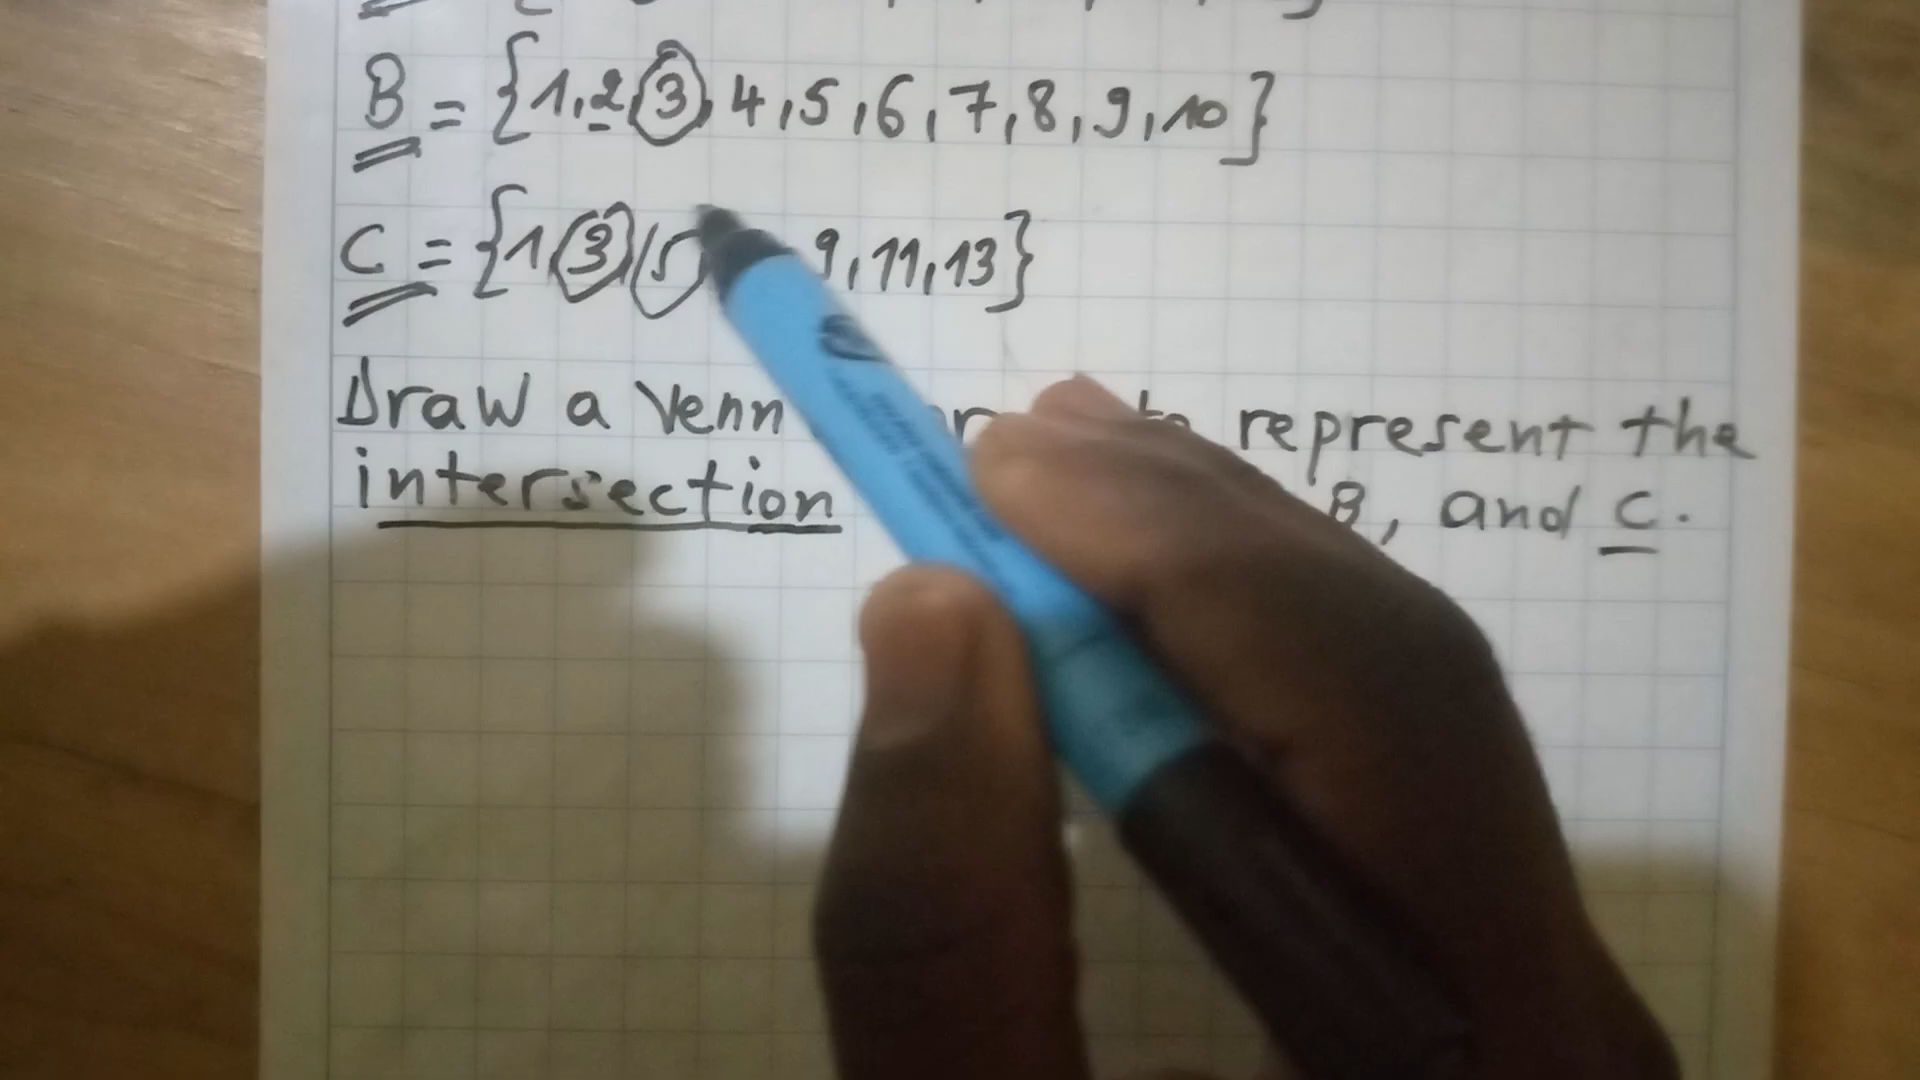 B = {1, 2, 3, 4, 5, 6, 7, 8, 9, 10}
C = {1 3 5 9, 11, 13}
Draw a Venn to represent the
intersection B, and C.